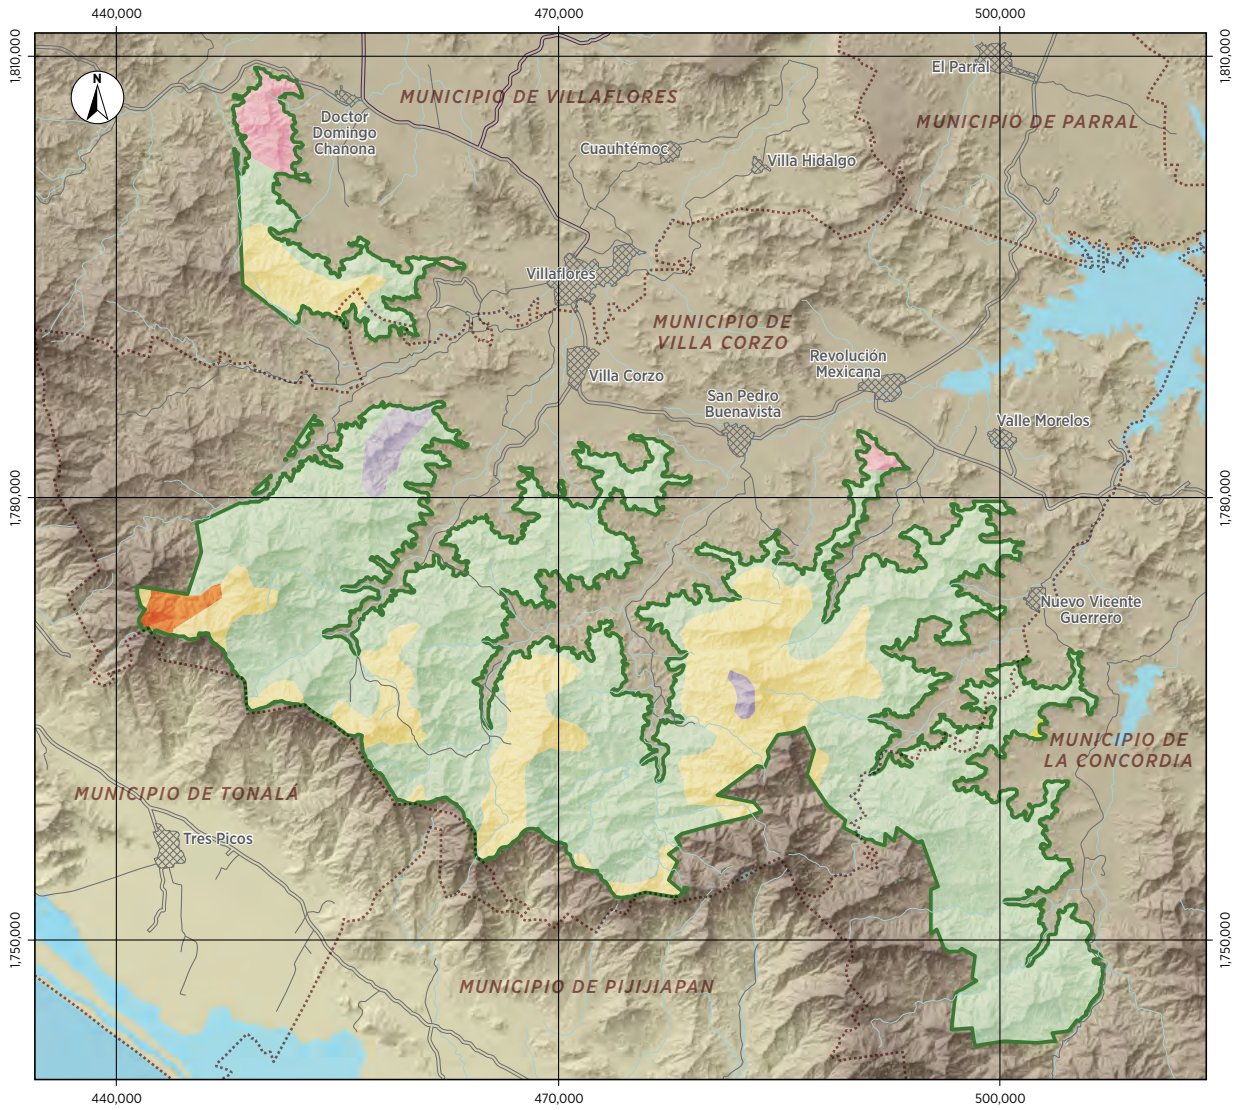 440,000
470,000
500,000
1,810,000
1,810,000
N
El Parral
MUNICIPIO DE VILLAFLORES
Doctor
Domingo
Chanona
MUNICIPIO DE PARRAL
Cuauhtémoc
Villa Hidalgo
Villaflores
MUNICIPIO DE
VILLA CORZO
Revolución
Mexicana
Villa Corzo
San Pedro
Buenavista
Valle Morelos
1,780,000
1,780,000
Nuevo Vicente
Guerrero
MUNICIPIO DE
LA CONCORDIA
MUNICIPIO DE TONALÁ
Tres Picos
1,750,000
1,750,000
MUNICIPIO DE PIJIJIAPAN
440,000
470,000
500,000